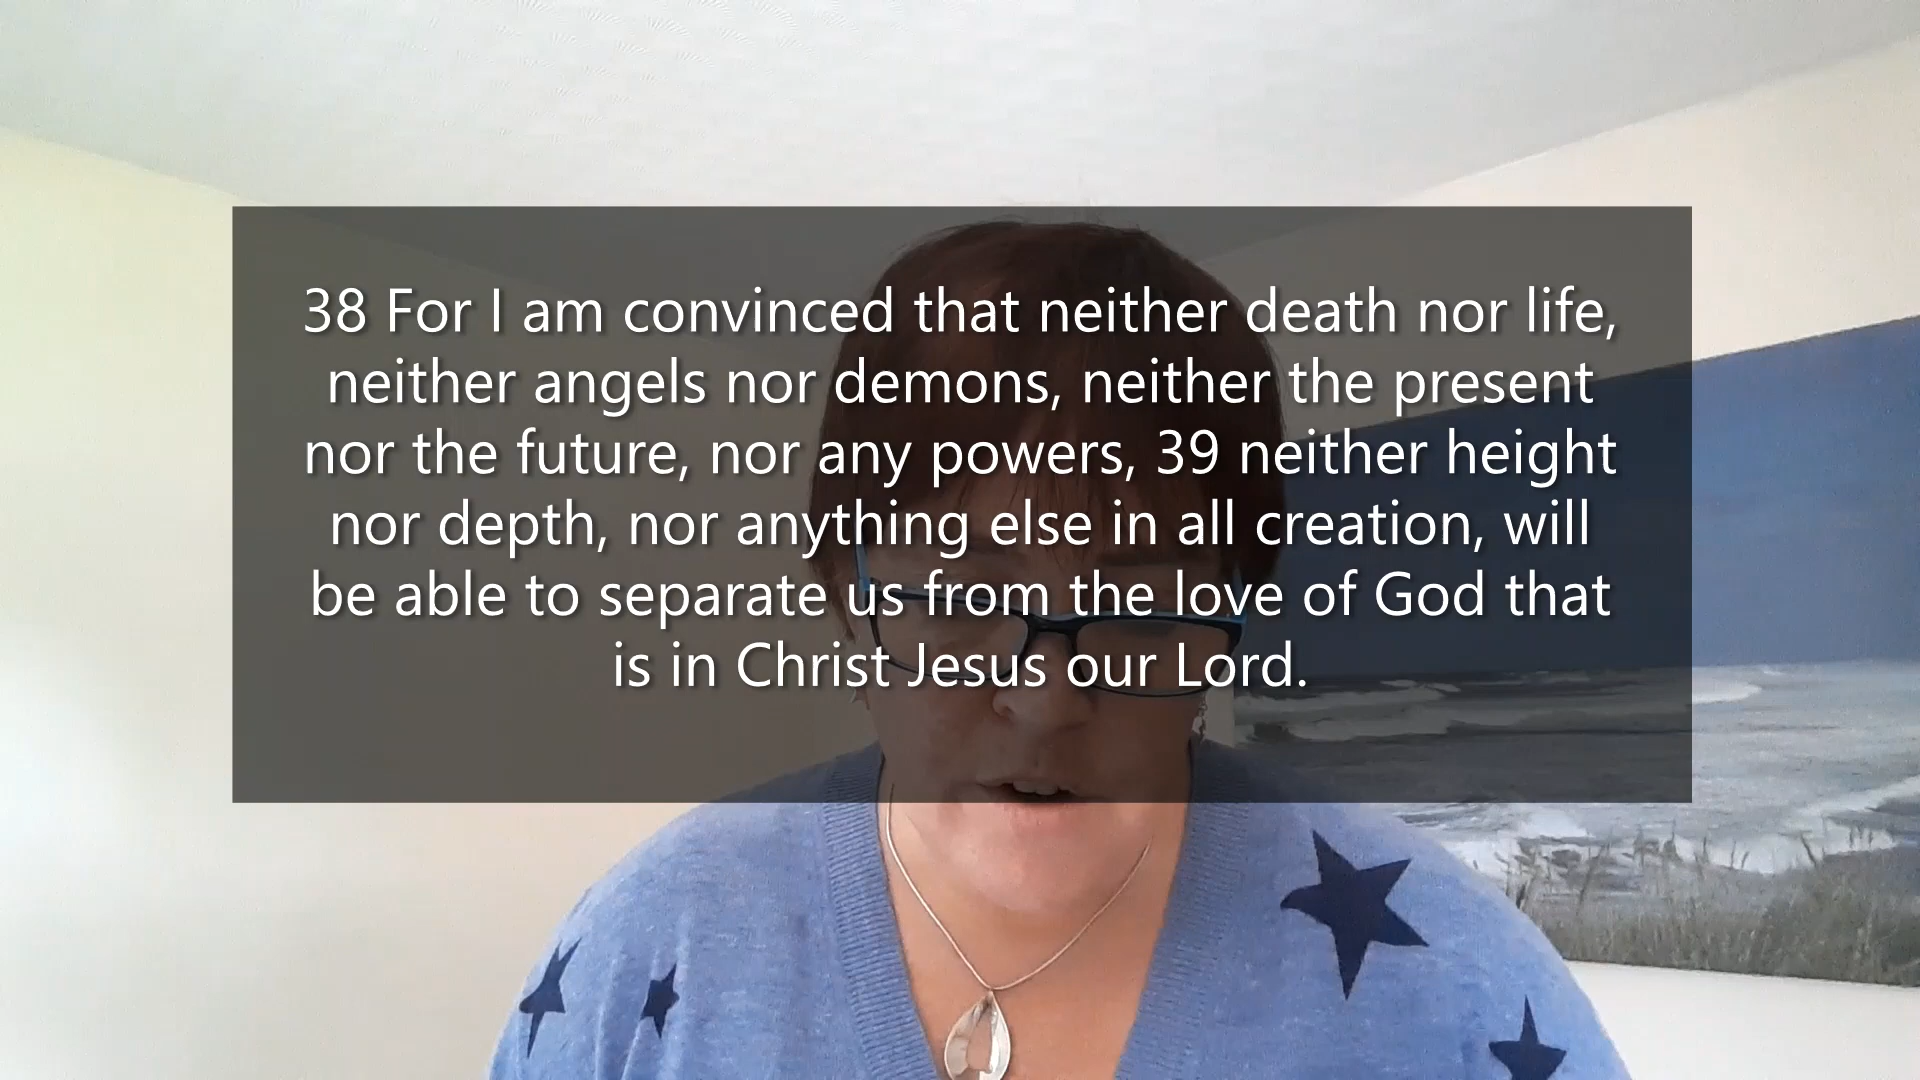 38 For I am convinced that neither death nor life,
neither angels nor demons, neither the present
nor the future, nor any powers, 39 neither height
nor depth, nor anything else in all creation, will
be able to separate us from the love of God that
is in Christ Jesus our Lord.